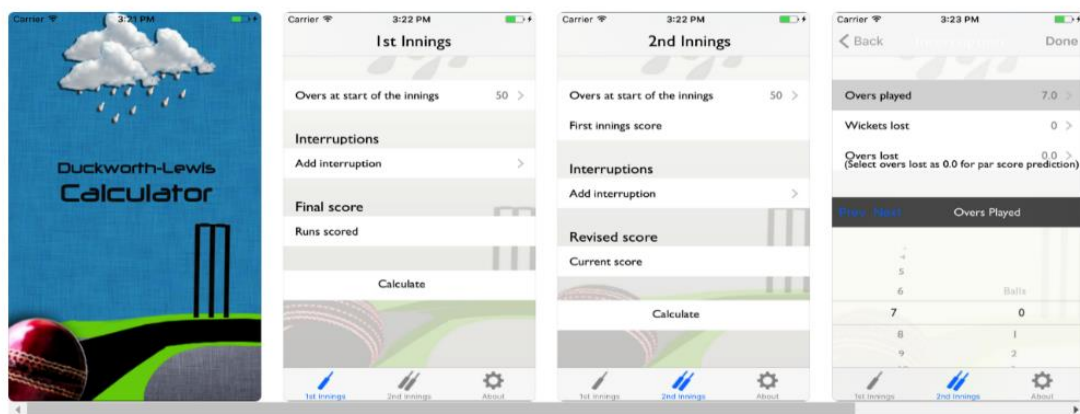 Carrier 3:21 PM
Duckworth-Lewis
Calculator
Carrier 3:22 PM
1st Innings
Overs at start of the innings 50 >
Interruptions
Add interruption >
Final score
Runs scored
Calculate
1st Innings 2nd Innings About
Carrier 3:22 PM
2nd Innings
Overs at start of the innings 50 >
First innings score
Interruptions
Add interruption >
Revised score
Current score
Calculate
1st Innings 2nd Innings About
Carrier 3:23 PM
< Back Interruption Done
Overs played 7.0 >
Wickets lost 0 >
Overs lost 0.0 >
(Select overs lost as 0.0 for par score prediction)
Prev Next Overs Played
4
5
6 Balls
7 0
8 1
9 2
1st Innings 2nd Innings About